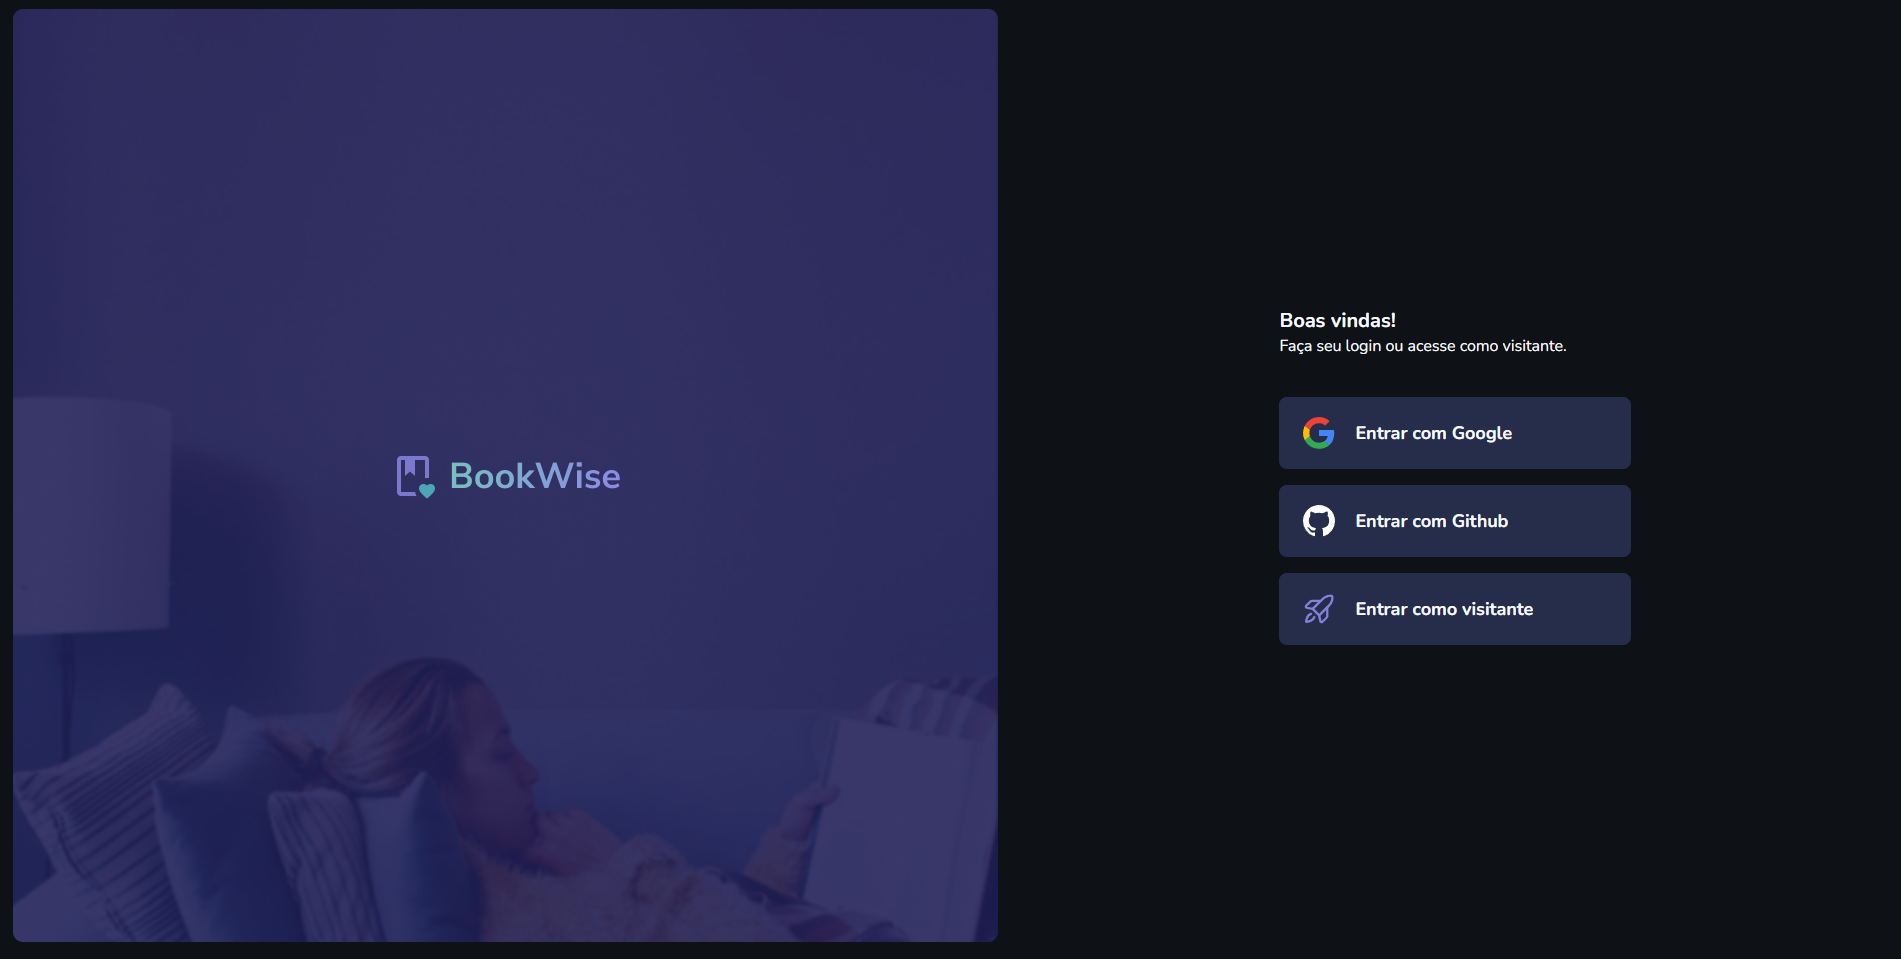 BookWise
Boas vindas!
Faça seu login ou acesse como visitante.
Entrar com Google
Entrar com Github
Entrar como visitante